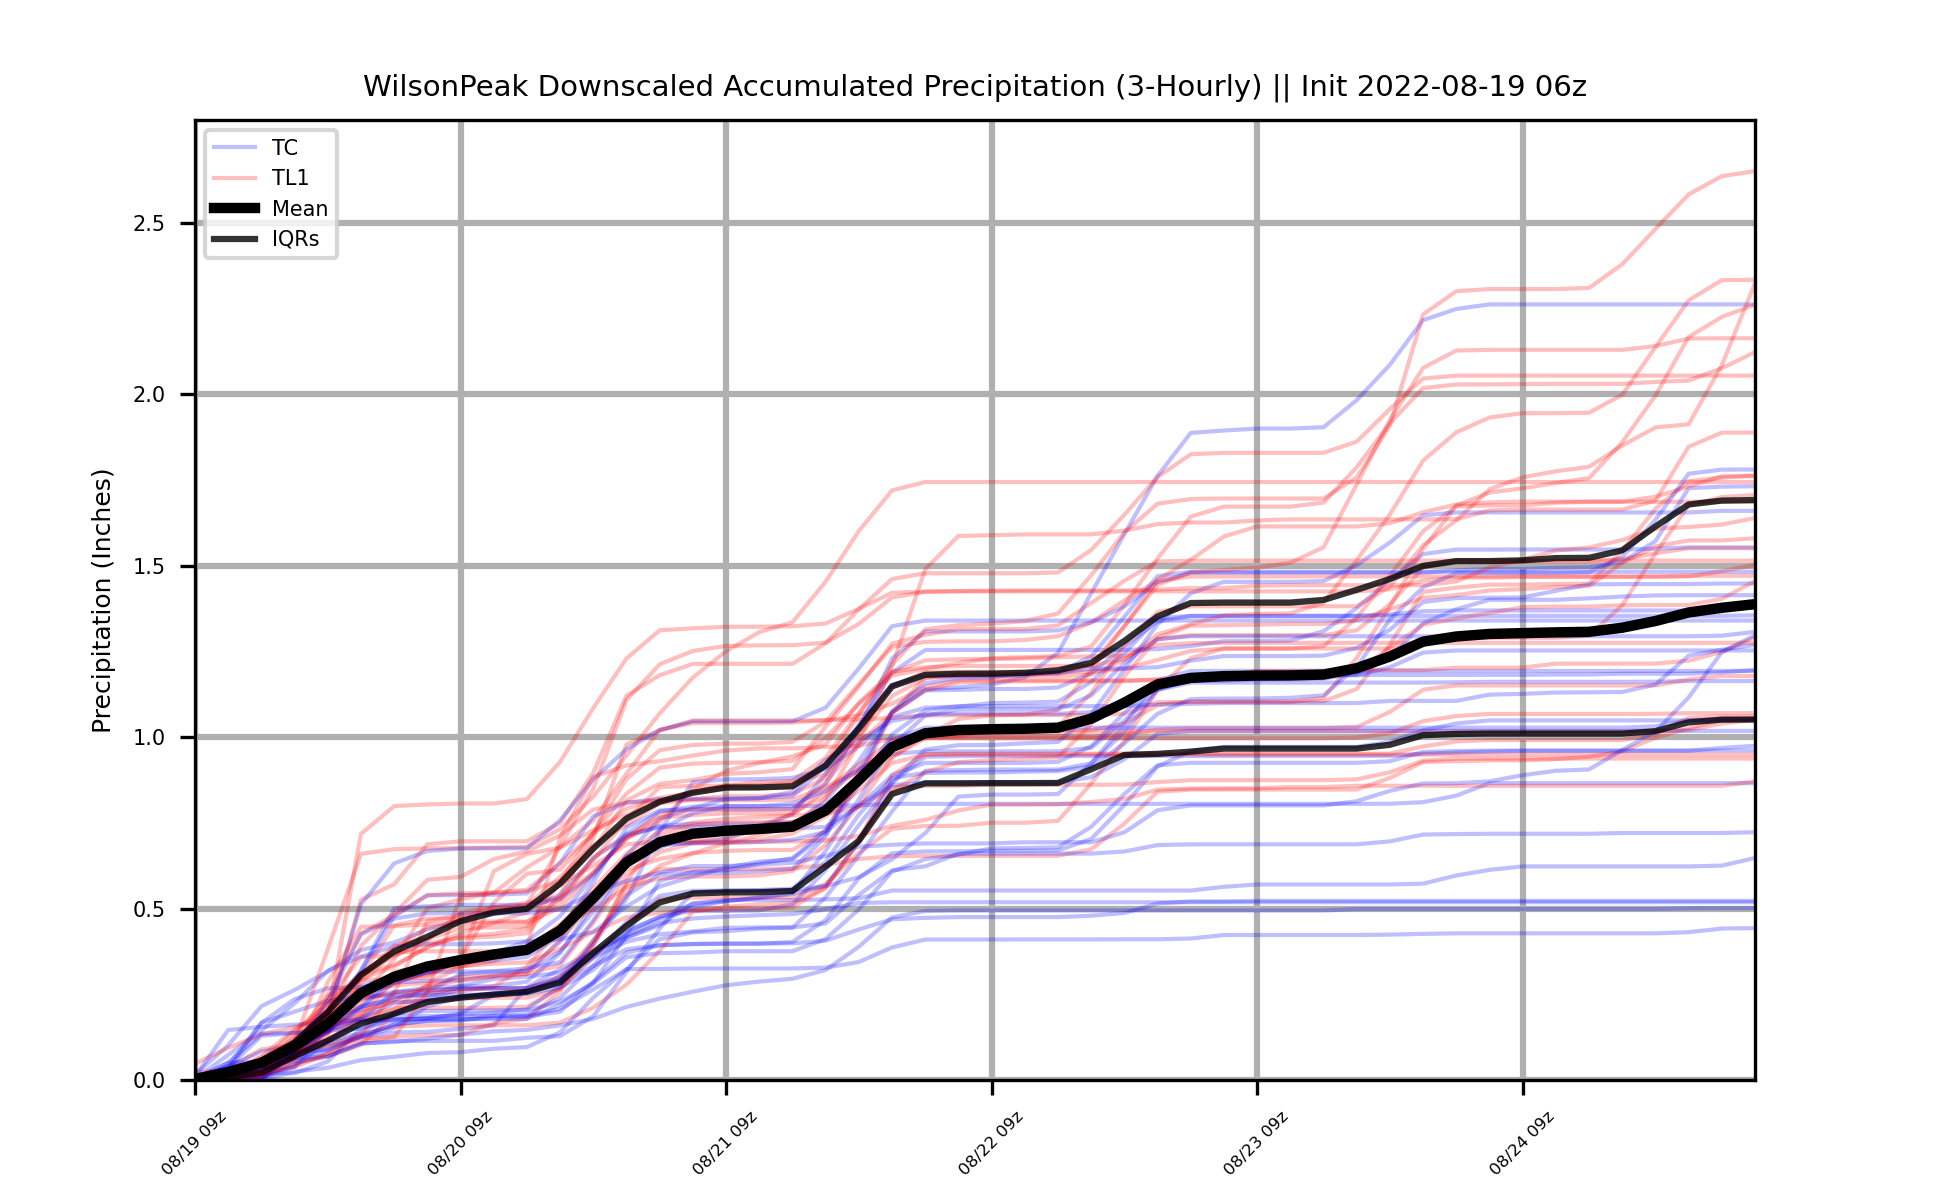 WilsonPeak Downscaled Accumulated Precipitation (3-Hourly) || Init 2022-08-19 06z
TC
TL1
Mean
IQRs
Precipitation (Inches)
2.5
2.0
1.5
1.0
0.5
0.0
08/19 09z
08/20 09z
08/21 09z
08/22 09z
08/23 09z
08/24 09z